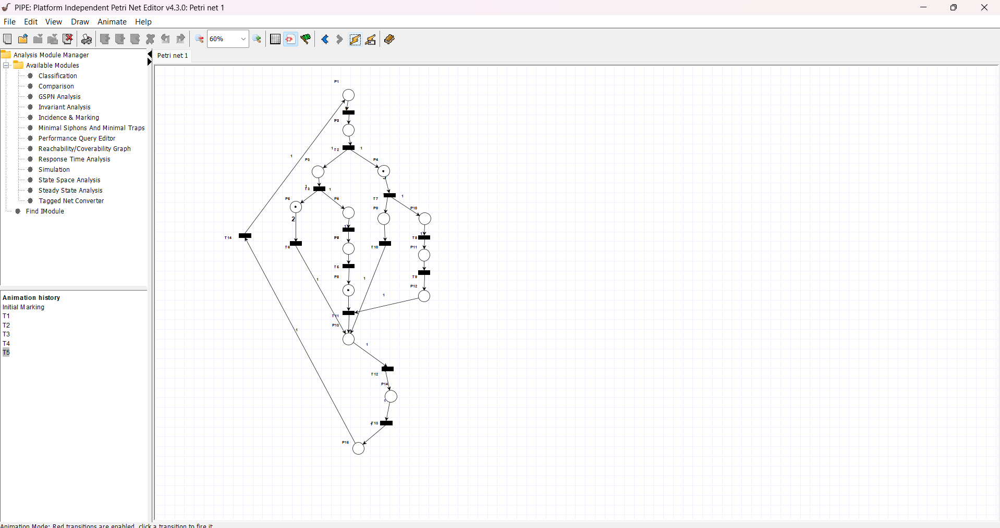 PIPE: Platform Independent Petri Net Editor v4.3.0: Petri net 1
File Edit View Draw Animate Help
60%
Analysis Module Manager
Available Modules
Classification
Comparison
GSPN Analysis
Invariant Analysis
Incidence & Marking
Minimal Siphons And Minimal Traps
Performance Query Editor
Reachability/Coverability Graph
Response Time Analysis
Simulation
State Space Analysis
Steady State Analysis
Tagged Net Converter
Find IModule
Animation history
Initial Marking
T1
T2
T3
T4
T5
Petri net 1
P1
1 T2 1
1
P3 P4
1
T3 1
T7 1
P5 P6
P9 P10
2
1
T14
1
T8
T6 T10 P11
T5
P8 1 T9
1
P12
1
T11
P13
1
1
T12
P14
1
T13
P15
Animation Mode: Red transitions are enabled, click a transition to fire it